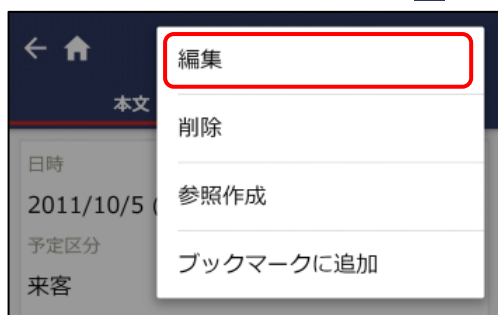 編集
本文
削除
日時
2011/10/5 (
参照作成
予定区分
ブックマークに追加
来客